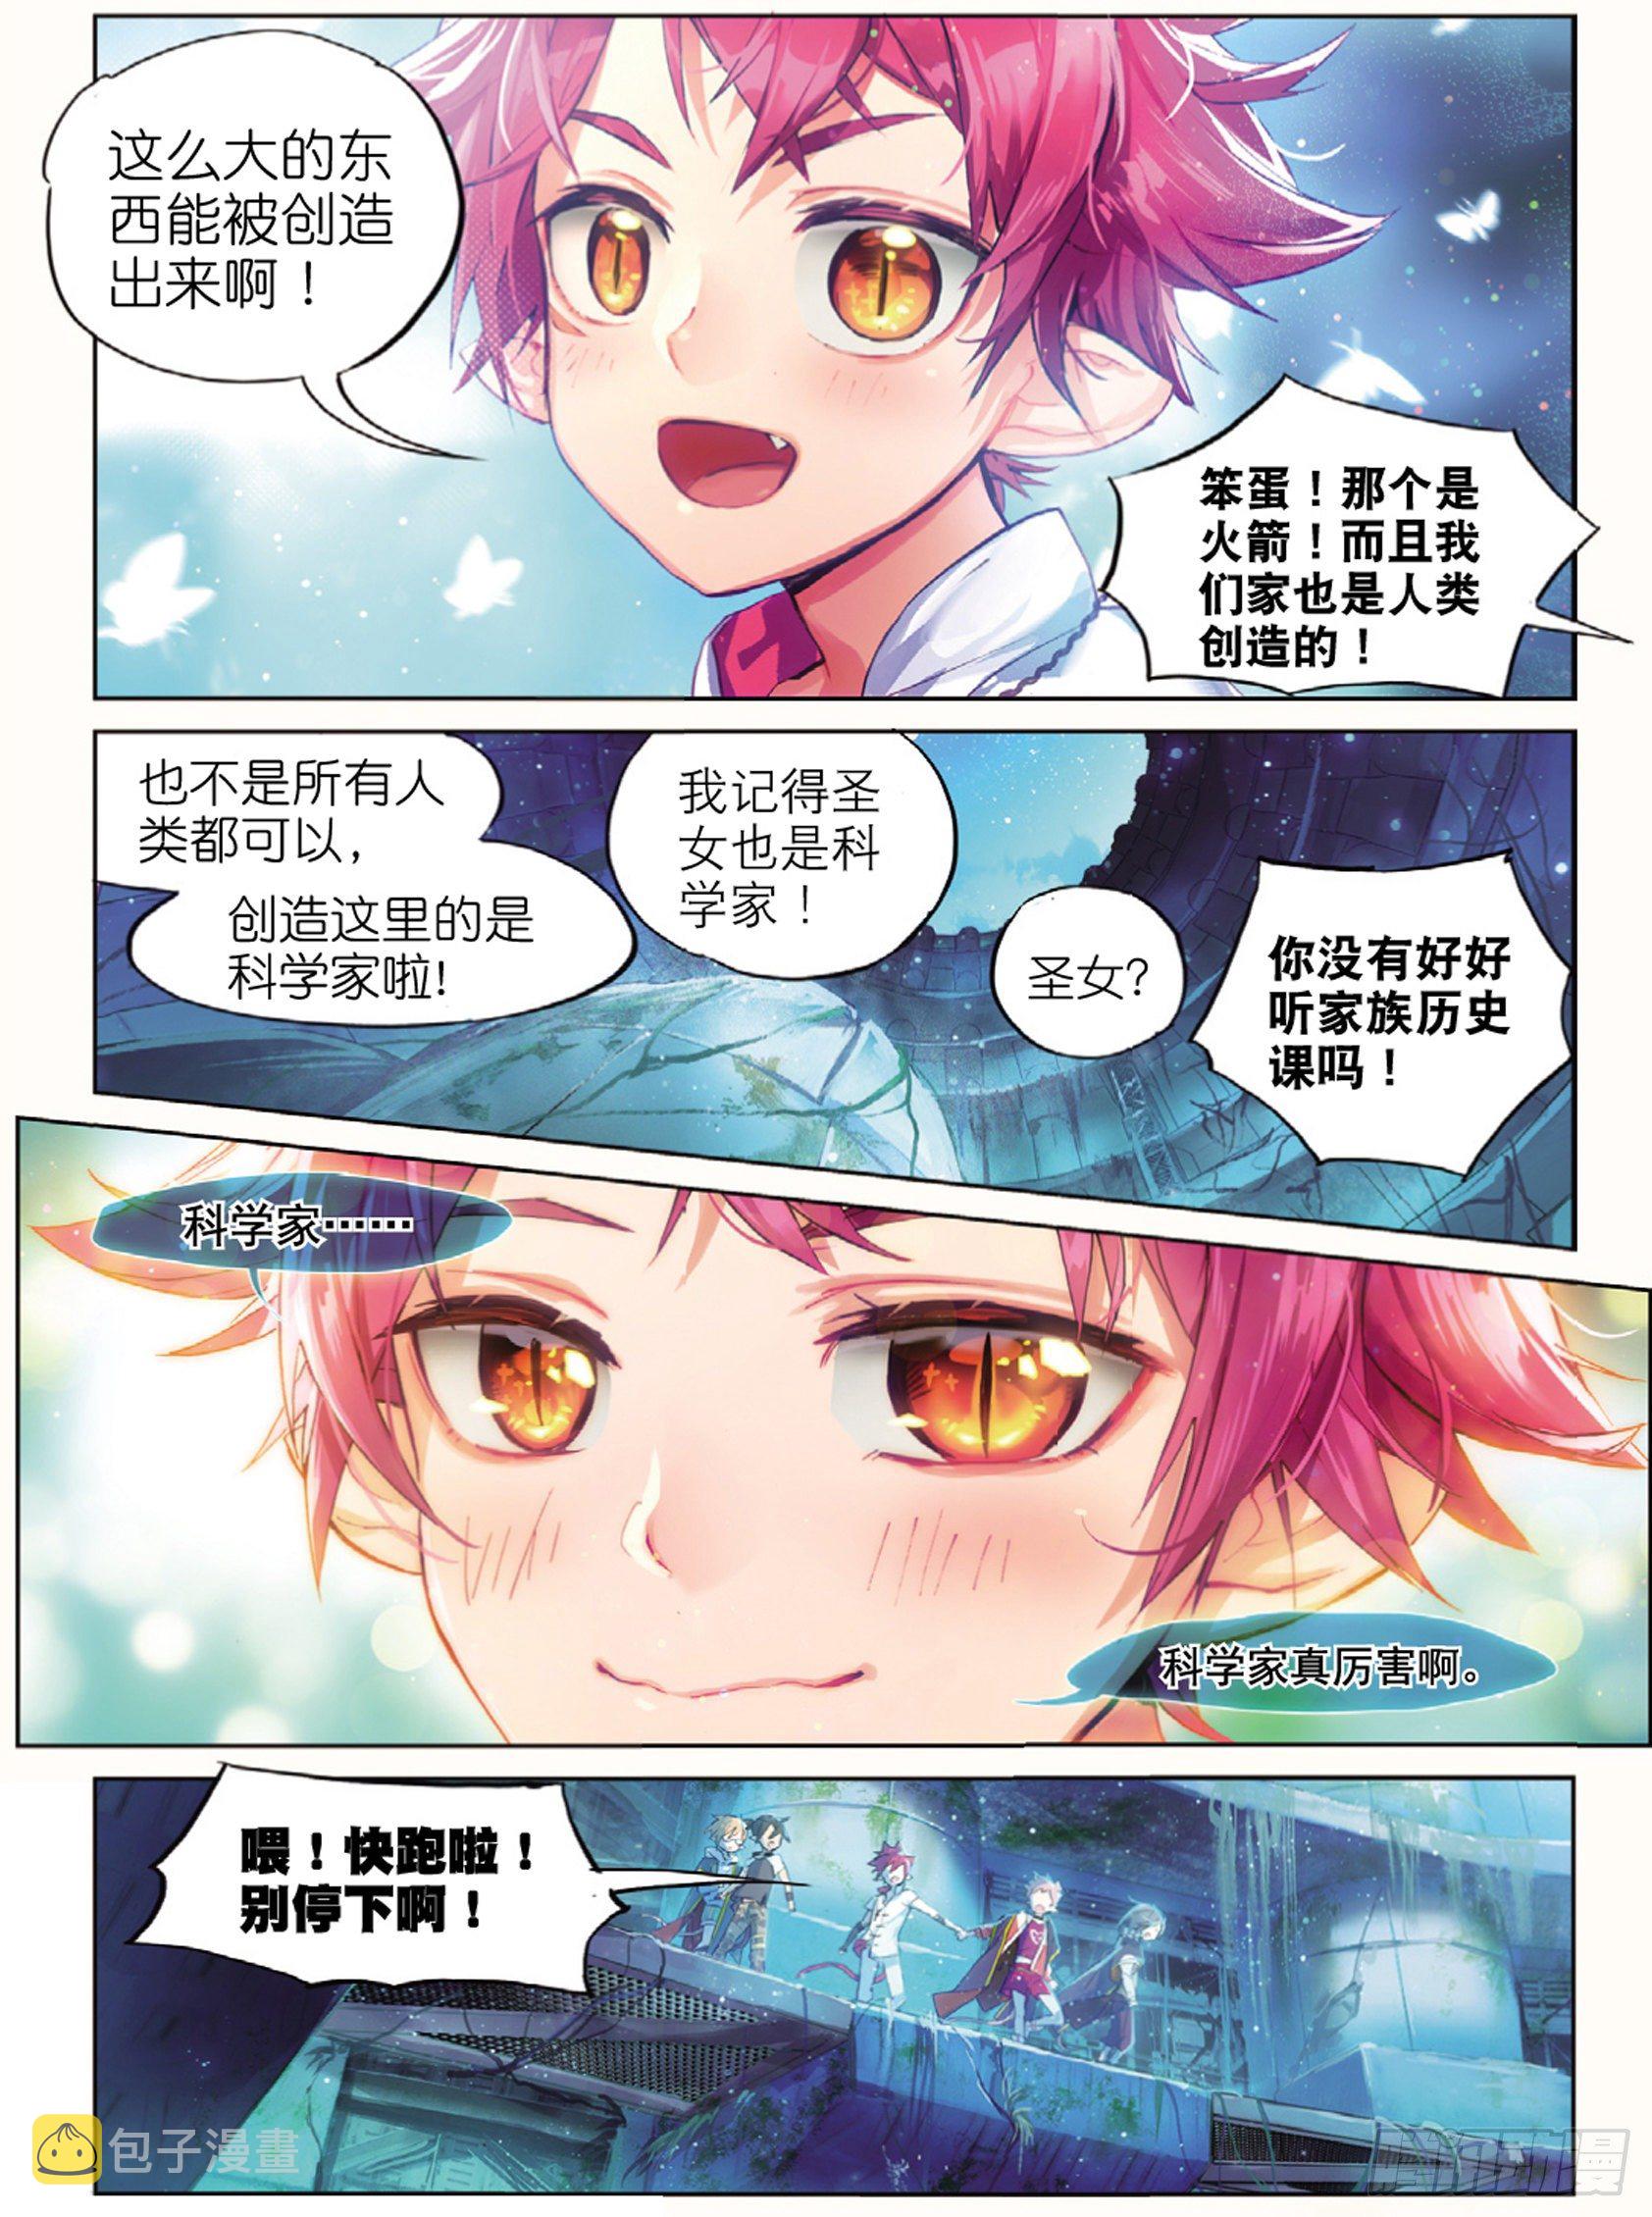 这么大的东
西能被创造
出来啊！
笨蛋！那个是
火箭！而且我
们家也是人类
创造的！
也不是所有人
类都可以，
创造这里的是
科学家啦!
我记得圣
女也是科
学家！
圣女?
你没有好好
听家族历史
课吗！
科学家……
科学家真厉害啊。
喂！快跑啦！
别停下啊！
包子漫畫
腾讯动漫